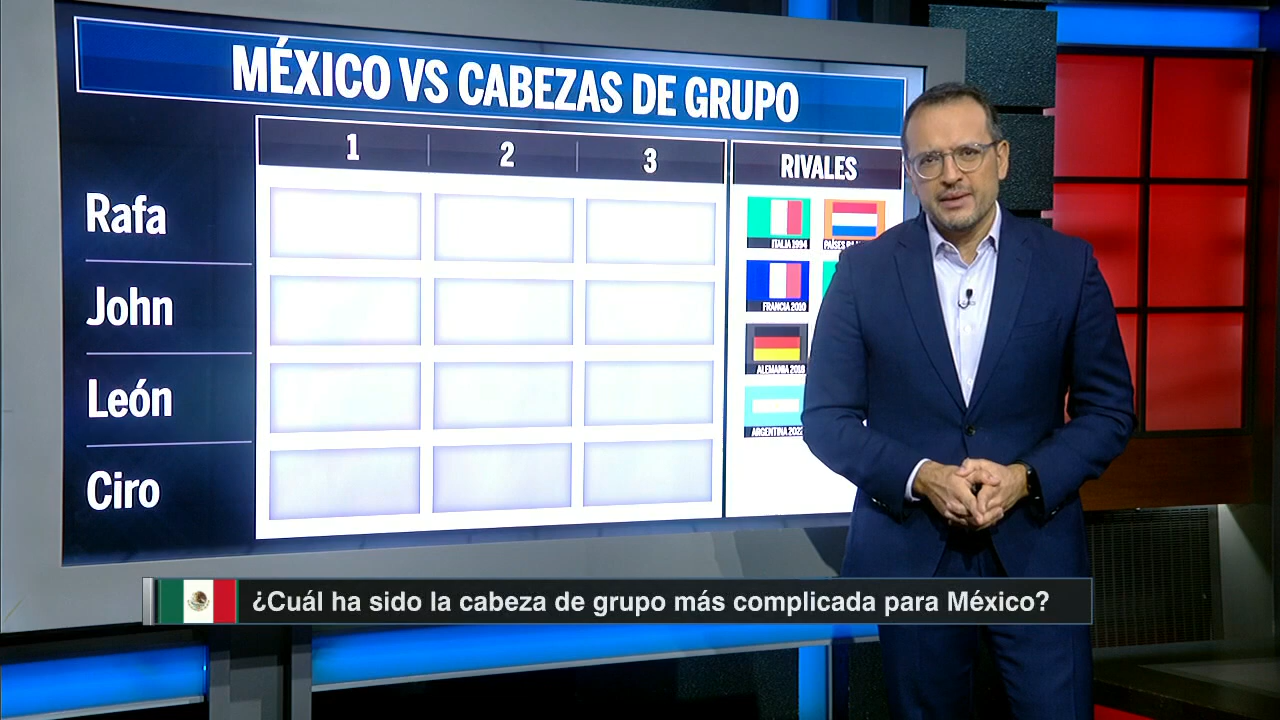 MÉXICO VS CABEZAS DE GRUPO
1 2 3
RIVALES
Rafa
John
León
Ciro
ITALIA 1994
PAÍSES
FRANCIA 2010
ALEMANIA 2018
ARGENTINA 2022
¿Cuál ha sido la cabeza de grupo más complicada para México?